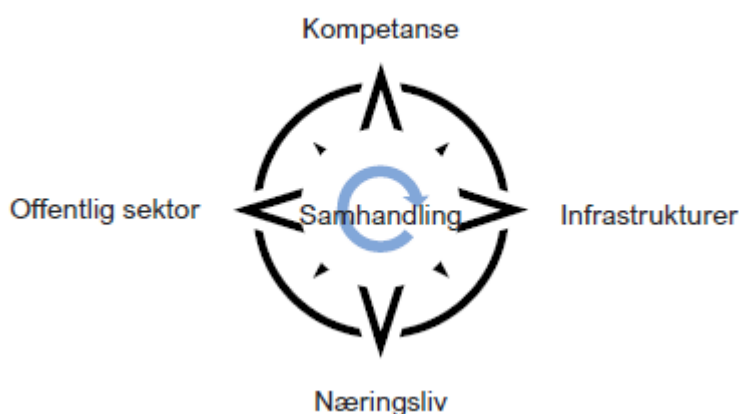 Kompetanse
Offentlig sektor
Samhandling
Infrastrukturer
Næringsliv